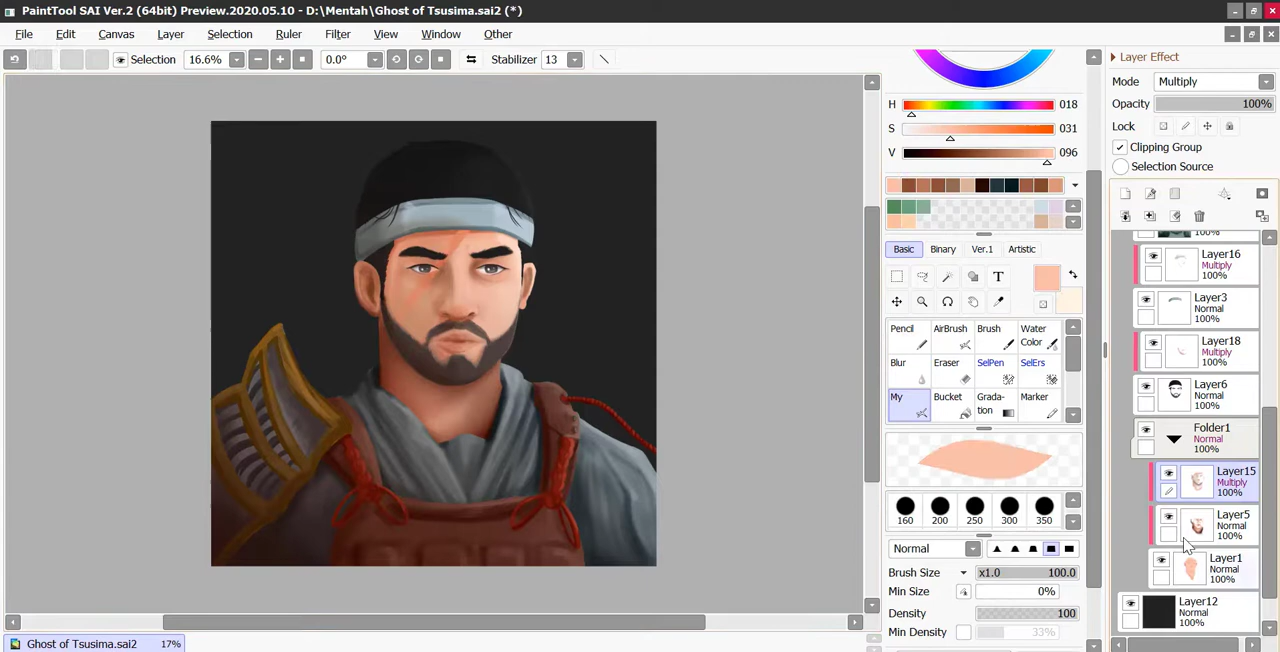 PaintTool SAI Ver.2 (64bit) Preview.2020.05.10 - D:\Mentah\Ghost of Tsusima.sai2 (*)
File Edit Canvas Layer Selection Ruler Filter View Window Other
Selection 16.6% 0.0° Stabilizer 13
Layer Effect
Mode Multiply
Opacity 100%
Lock
Clipping Group
Selection Source
H 018
S 031
V 096
Basic Binary Ver.1 Artistic
T
Pencil AirBrush Brush Water Color
Blur Eraser SelPen SelErs
My Bucket Grada-tion Marker
160 200 250 300 350
Normal
Brush Size x1.0 100.0
Min Size 0%
Density 100
Min Density 33%
100%
Layer16
Multiply
100%
Layer3
Normal
100%
Layer18
Multiply
100%
Layer6
Normal
100%
Folder1
Normal
100%
Layer15
Multiply
100%
Layer5
Normal
100%
Layer1
Normal
100%
Layer12
Normal
100%
Ghost of Tsusima.sai2 17%